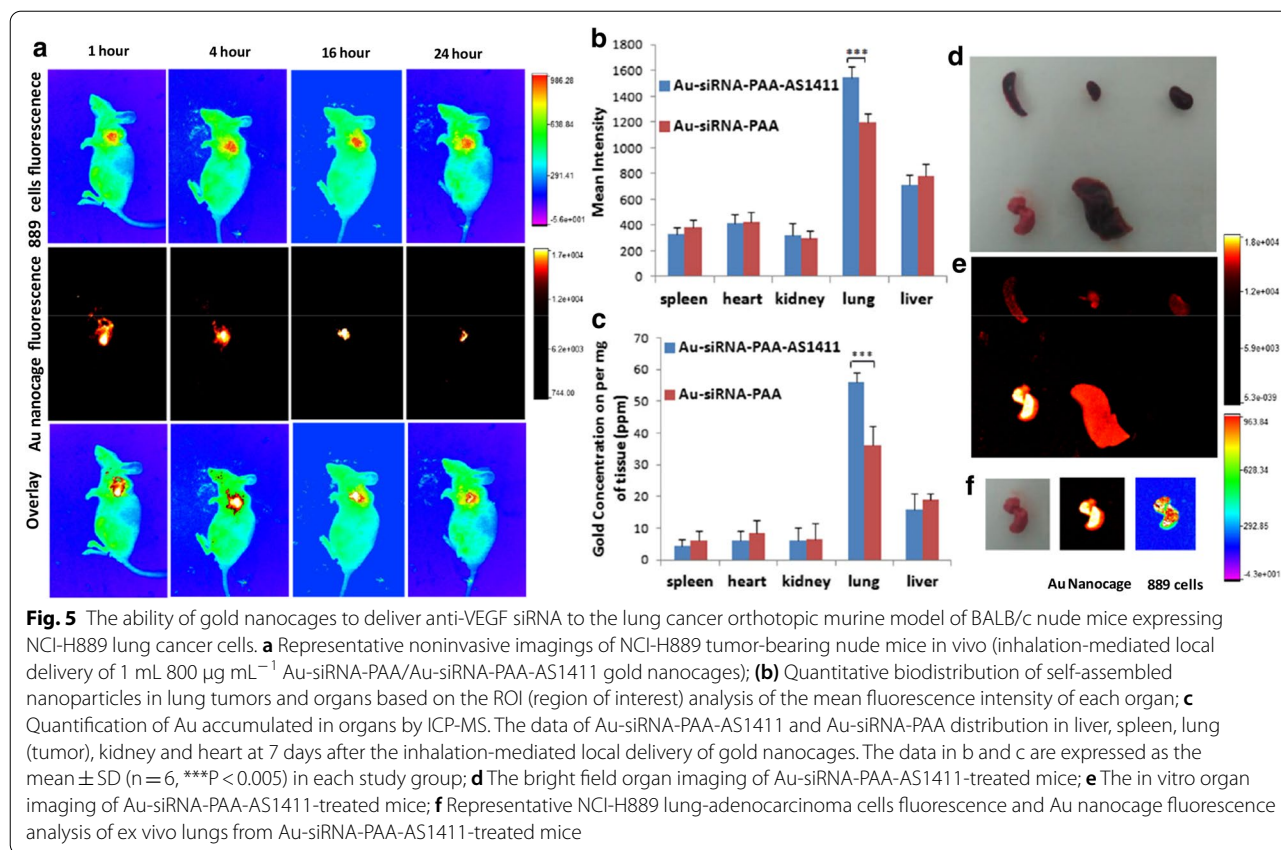 a
1 hour 4 hour 16 hour 24 hour
889 cells fluorescenece
986.28
638.84
291.41
-5.6e+001
Au nanocage fluorescence
1.7e+004
1.2e+004
6.2e+003
744.00
Overlay
b
1800
1600
1400
1200
1000
800
600
400
200
0
Mean Intensity
***
Au-siRNA-PAA-AS1411
Au-siRNA-PAA
spleen heart kidney lung liver
c
70
60
50
40
30
20
10
0
Gold Concentration on per mg
of tissue (ppm)
***
Au-siRNA-PAA-AS1411
Au-siRNA-PAA
spleen heart kidney lung liver
d
e
1.8e+004
1.2e+004
5.9e+003
5.3e-039
963.84
628.34
292.85
-4.3e+001
f
Au Nanocage 889 cells
Fig. 5 The ability of gold nanocages to deliver anti-VEGF siRNA to the lung cancer orthotopic murine model of BALB/c nude mice expressing
NCI-H889 lung cancer cells. a Representative noninvasive imagings of NCI-H889 tumor-bearing nude mice in vivo (inhalation-mediated local
delivery of 1 mL 800 μg mL⁻¹ Au-siRNA-PAA/Au-siRNA-PAA-AS1411 gold nanocages); (b) Quantitative biodistribution of self-assembled
nanoparticles in lung tumors and organs based on the ROI (region of interest) analysis of the mean fluorescence intensity of each organ; c
Quantification of Au accumulated in organs by ICP-MS. The data of Au-siRNA-PAA-AS1411 and Au-siRNA-PAA distribution in liver, spleen, lung
(tumor), kidney and heart at 7 days after the inhalation-mediated local delivery of gold nanocages. The data in b and c are expressed as the
mean ± SD (n = 6, ***P < 0.005) in each study group; d The bright field organ imaging of Au-siRNA-PAA-AS1411-treated mice; e The in vitro organ
imaging of Au-siRNA-PAA-AS1411-treated mice; f Representative NCI-H889 lung-adenocarcinoma cells fluorescence and Au nanocage fluorescence
analysis of ex vivo lungs from Au-siRNA-PAA-AS1411-treated mice